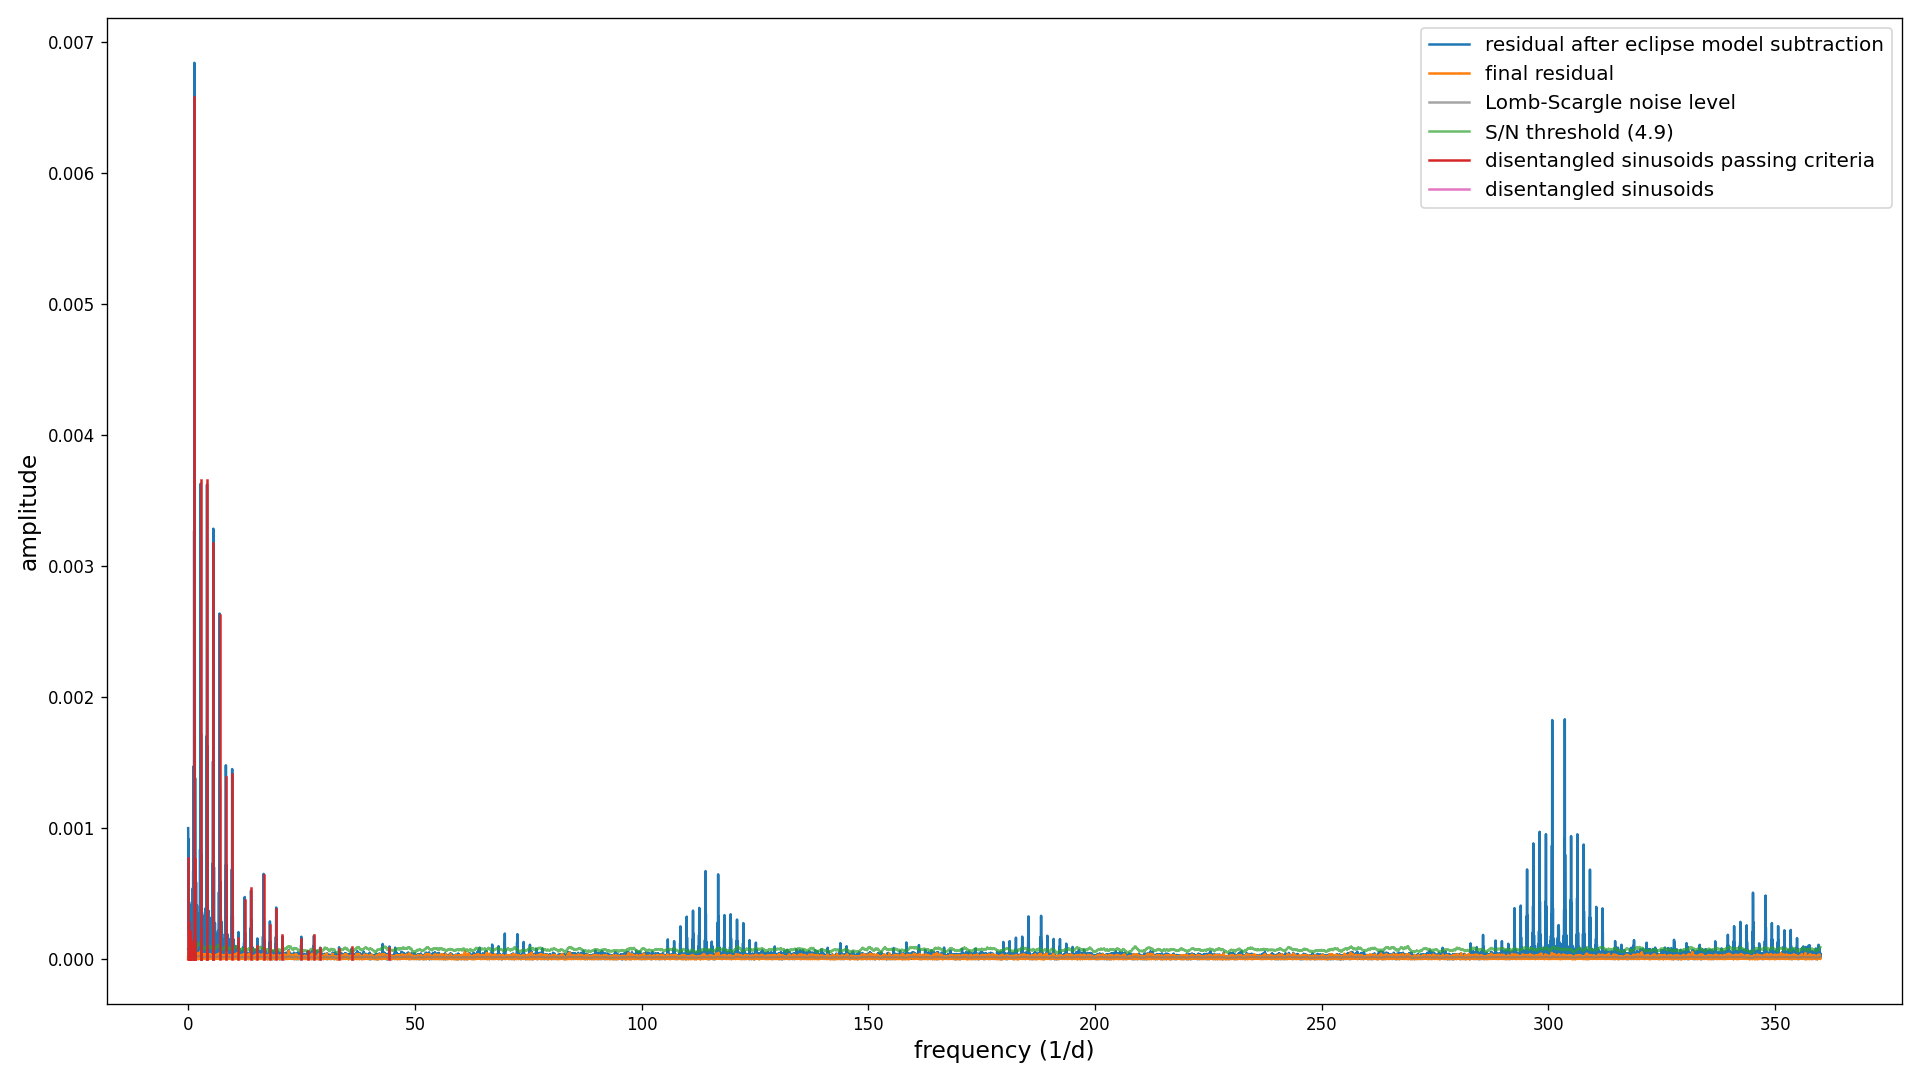 0.007
0.006
0.005
0.004
0.003
0.002
0.001
0.000
amplitude
residual after eclipse model subtraction
final residual
Lomb-Scargle noise level
S/N threshold (4.9)
disentangled sinusoids passing criteria
disentangled sinusoids
0 50 100 150 200 250 300 350
frequency (1/d)